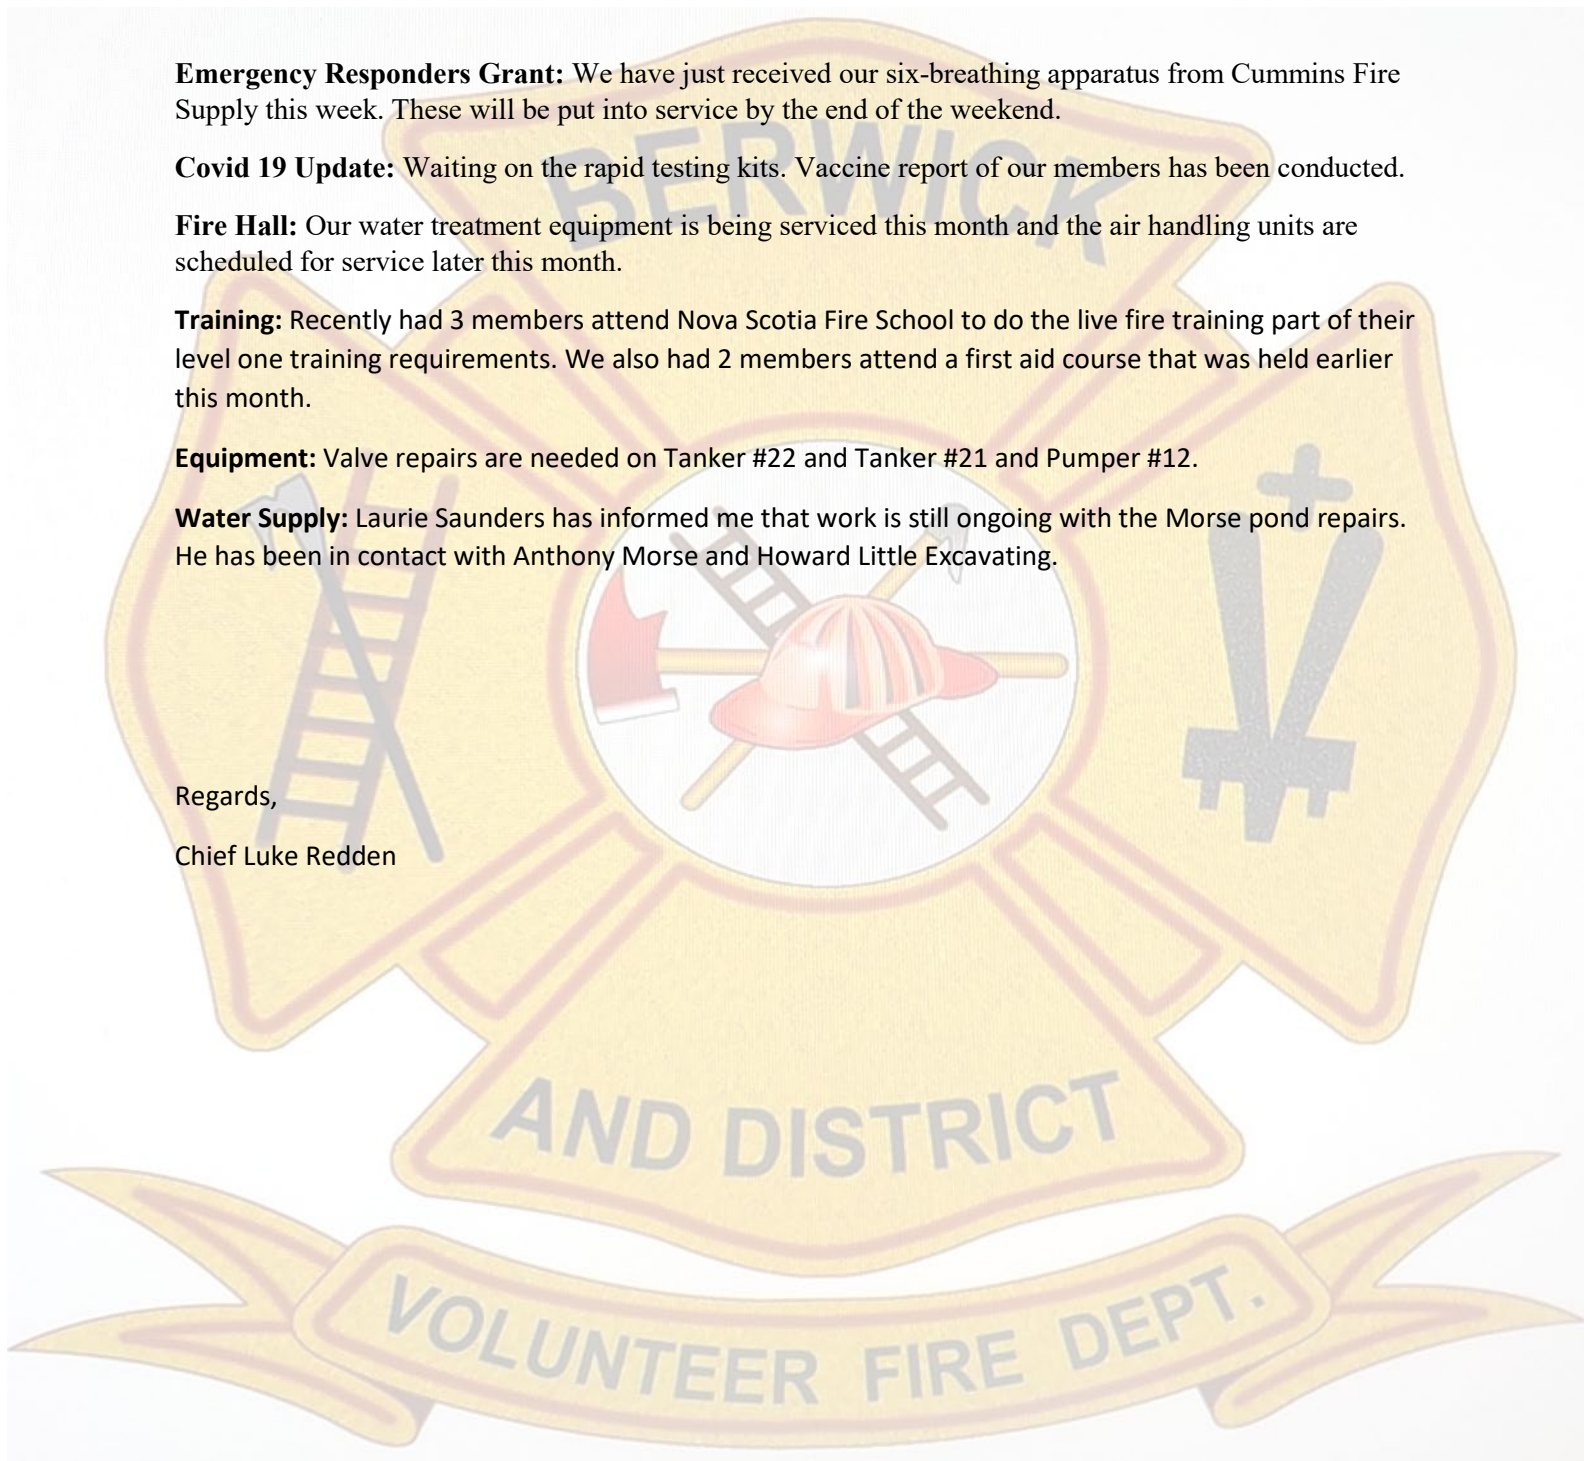 Emergency Responders Grant: We have just received our six-breathing apparatus from Cummins Fire
Supply this week. These will be put into service by the end of the weekend.
Covid 19 Update: Waiting on the rapid testing kits. Vaccine report of our members has been conducted.
Fire Hall: Our water treatment equipment is being serviced this month and the air handling units are
scheduled for service later this month.
Training: Recently had 3 members attend Nova Scotia Fire School to do the live fire training part of their
level one training requirements. We also had 2 members attend a first aid course that was held earlier
this month.
Equipment: Valve repairs are needed on Tanker #22 and Tanker #21 and Pumper #12.
Water Supply: Laurie Saunders has informed me that work is still ongoing with the Morse pond repairs.
He has been in contact with Anthony Morse and Howard Little Excavating.
Regards,
Chief Luke Redden
BERWICK
AND DISTRICT
VOLUNTEER FIRE DEPT.